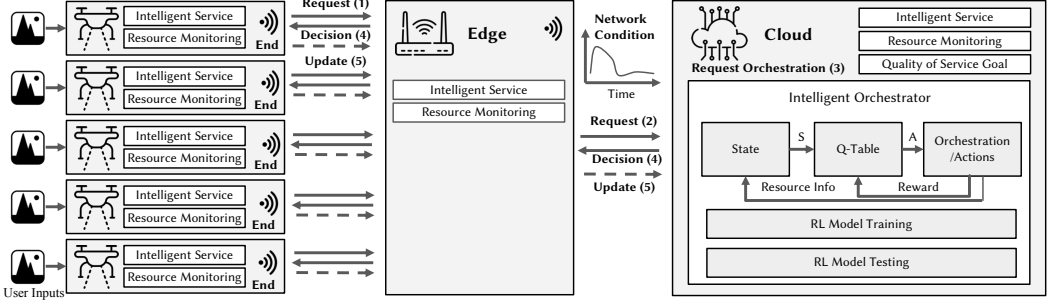 Intelligent Service
Resource Monitoring
End
Intelligent Service
Resource Monitoring
End
Intelligent Service
Resource Monitoring
End
Intelligent Service
Resource Monitoring
End
Intelligent Service
Resource Monitoring
End
User Inputs
Request (1)
Decision (4)
Update (5)
Edge
Intelligent Service
Resource Monitoring
Network
Condition
Time
Request (2)
Decision (4)
Update (5)
Cloud
Request Orchestration (3)
Intelligent Service
Resource Monitoring
Quality of Service Goal
Intelligent Orchestrator
State
S
Q-Table
A
Orchestration
/Actions
Resource Info
Reward
RL Model Training
RL Model Testing